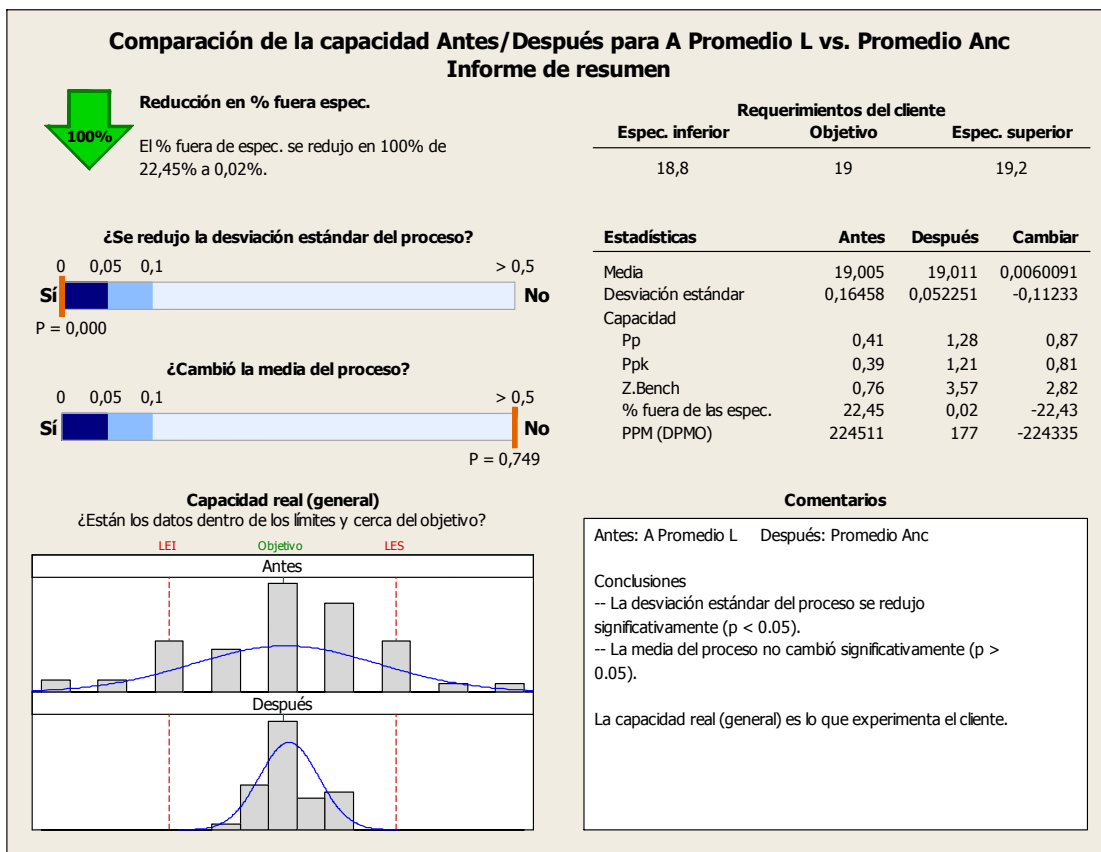 Comparación de la capacidad Antes/Después para A Promedio L vs. Promedio Anc
Informe de resumen
100%
Reducción en % fuera espec.
El % fuera de espec. se redujo en 100% de
22,45% a 0,02%.
Requerimientos del cliente
Espec. inferior Objetivo Espec. superior
18,8 19 19,2
¿Se redujo la desviación estándar del proceso?
0 0,05 0,1 > 0,5
Sí No
P = 0,000
¿Cambió la media del proceso?
0 0,05 0,1 > 0,5
Sí No
P = 0,749
Estadísticas Antes Después Cambiar
Media 19,005 19,011 0,0060091
Desviación estándar 0,16458 0,052251 -0,11233
Capacidad
Pp 0,41 1,28 0,87
Ppk 0,39 1,21 0,81
Z.Bench 0,76 3,57 2,82
% fuera de las espec. 22,45 0,02 -22,43
PPM (DPMO) 224511 177 -224335
Capacidad real (general)
¿Están los datos dentro de los límites y cerca del objetivo?
LEI Objetivo LES
Antes
Después
Comentarios
Antes: A Promedio L Después: Promedio Anc
Conclusiones
-- La desviación estándar del proceso se redujo
significativamente (p < 0.05).
-- La media del proceso no cambió significativamente (p >
0.05).
La capacidad real (general) es lo que experimenta el cliente.